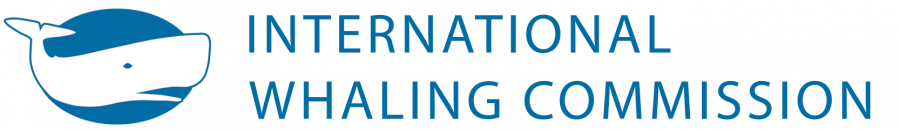 INTERNATIONAL
WHALING COMMISSION